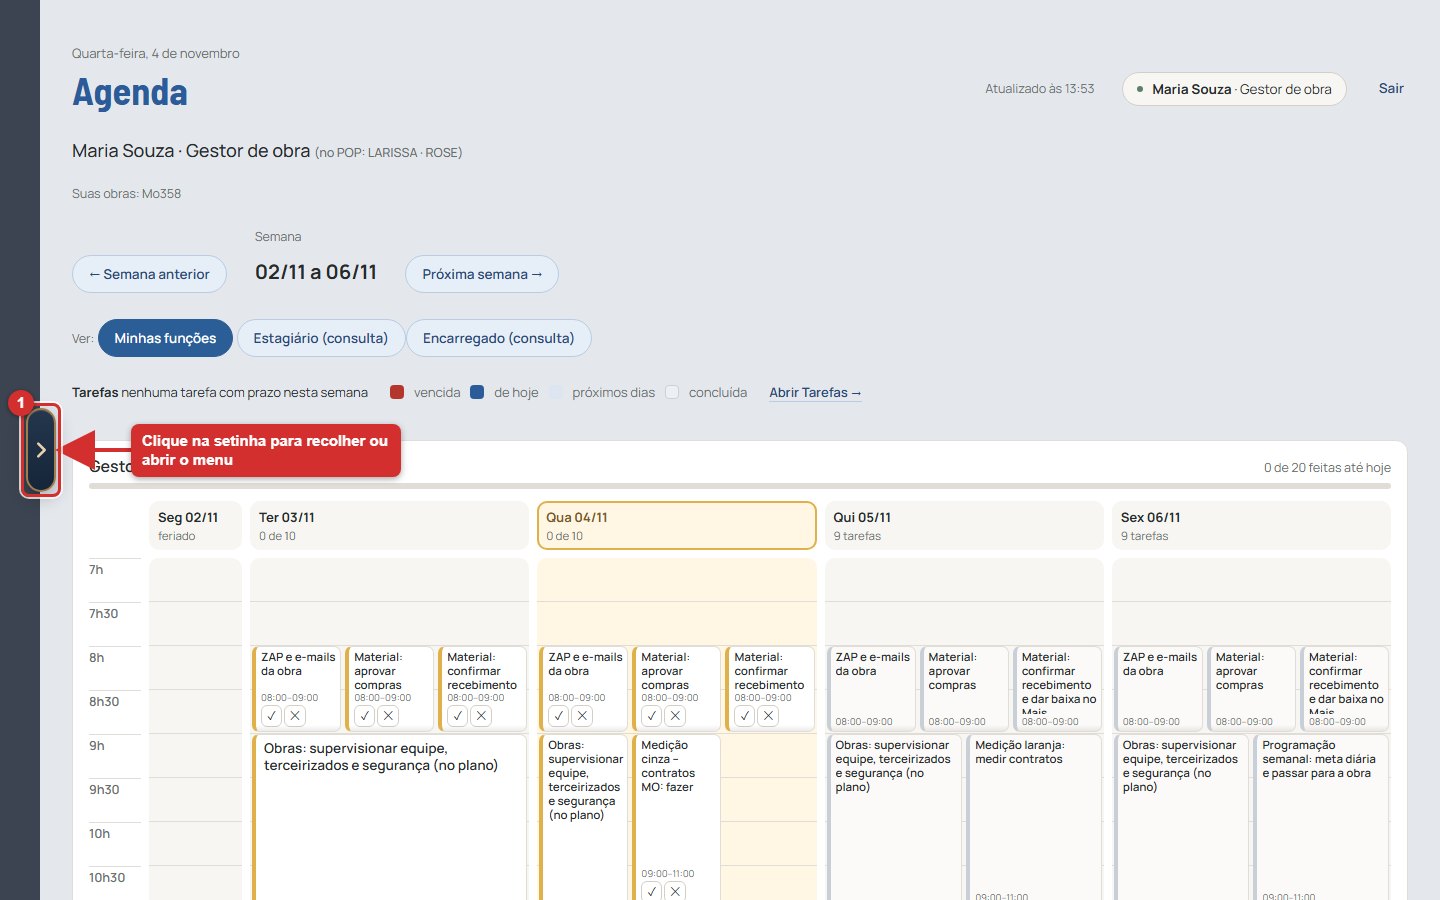 Quarta-feira, 4 de novembro
Agenda
Atualizado às 13:53
Maria Souza · Gestor de obra
Sair
Maria Souza · Gestor de obra (no POP: LARISSA · ROSE)
Suas obras: Mo358
Semana
← Semana anterior
02/11 a 06/11
Próxima semana →
Ver:
Minhas funções
Estagiário (consulta)
Encarregado (consulta)
Tarefas nenhuma tarefa com prazo nesta semana
vencida
de hoje
próximos dias
concluída
Abrir Tarefas →
1
Clique na setinha para recolher ou
abrir o menu
0 de 20 feitas até hoje
Seg 02/11
feriado
Ter 03/11
0 de 10
Qua 04/11
0 de 10
Qui 05/11
9 tarefas
Sex 06/11
9 tarefas
7h
7h30
8h
8h30
9h
9h30
10h
10h30
ZAP e e-mails
da obra
08:00–09:00
Material:
aprovar
compras
08:00–09:00
Material:
confirmar
recebimento
08:00–09:00
Obras: supervisionar equipe,
terceirizados e segurança (no plano)
ZAP e e-mails
da obra
08:00–09:00
Material:
aprovar
compras
08:00–09:00
Material:
confirmar
recebimento
08:00–09:00
Obras:
supervisionar
equipe,
terceirizados
e segurança
(no plano)
Medição
cinza –
contratos
MO: fazer
09:00–11:00
ZAP e e-mails
da obra
08:00–09:00
Material:
aprovar
compras
08:00–09:00
Material:
confirmar
recebimento
e dar baixa no
Mais
08:00–09:00
Obras: supervisionar
equipe, terceirizados
e segurança (no
plano)
Medição laranja:
medir contratos
09:00–11:00
ZAP e e-mails
da obra
08:00–09:00
Material:
aprovar
compras
08:00–09:00
Material:
confirmar
recebimento
e dar baixa no
Mais
08:00–09:00
Obras: supervisionar
equipe, terceirizados
e segurança (no
plano)
Programação
semanal: meta diária
e passar para a obra
09:00–11:00